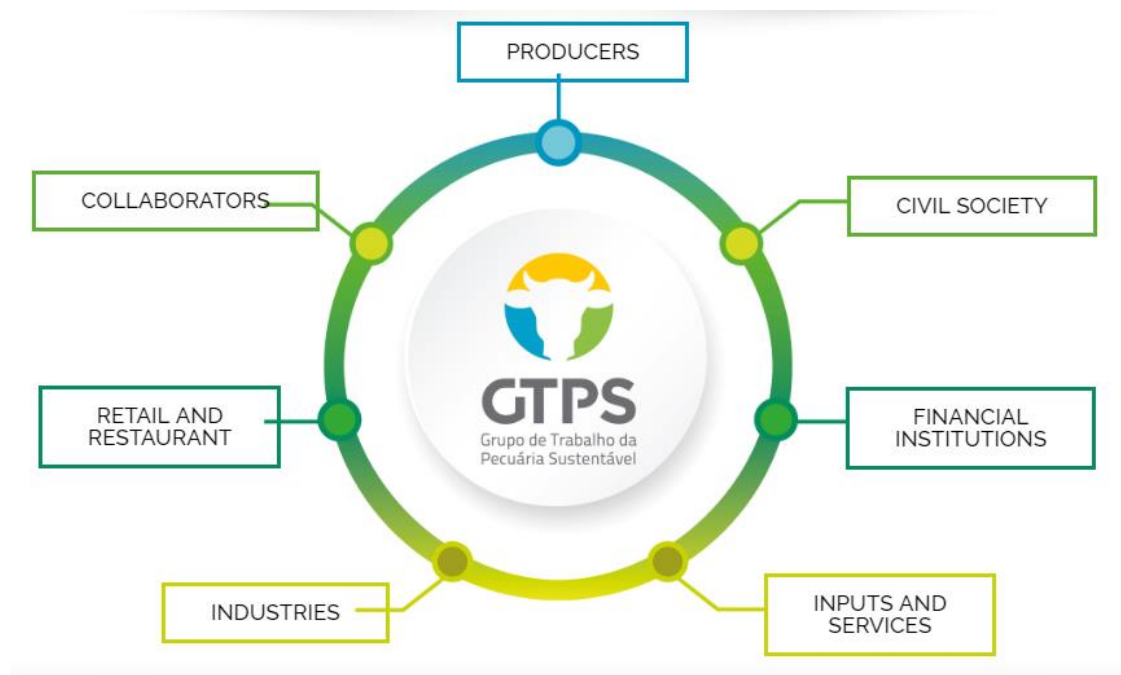 PRODUCERS
COLLABORATORS
CIVIL SOCIETY
GTPS
Grupo de Trabalho da
Pecuária Sustentável
RETAIL AND
RESTAURANT
FINANCIAL
INSTITUTIONS
INDUSTRIES
INPUTS AND
SERVICES